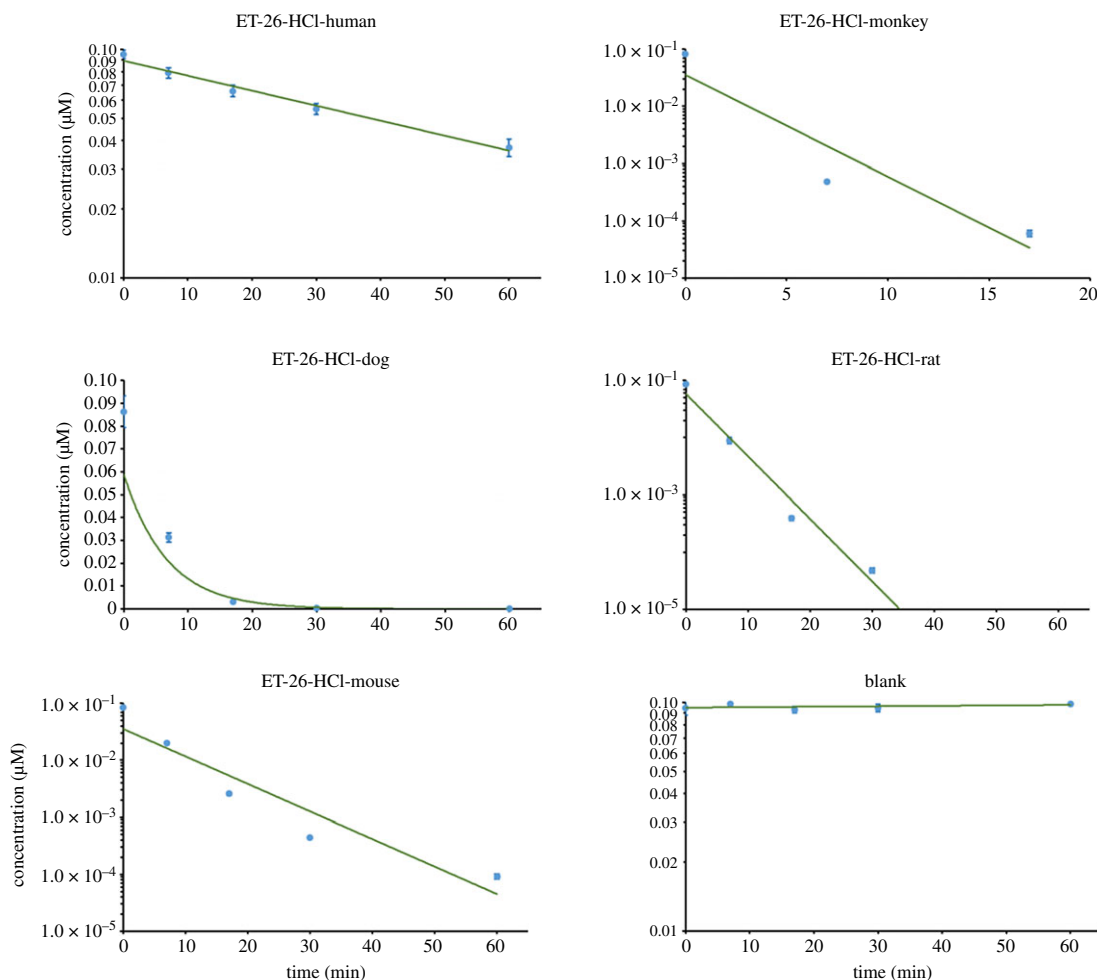 ET-26-HCl-human
concentration (μM)
0.10
0.09
0.08
0.07
0.06
0.05
0.04
0.03
0.02
0.01
0 10 20 30 40 50 60
ET-26-HCl-monkey
1.0 × 10⁻¹
1.0 × 10⁻²
1.0 × 10⁻³
1.0 × 10⁻⁴
1.0 × 10⁻⁵
0 5 10 15 20
ET-26-HCl-dog
concentration (μM)
0.10
0.09
0.08
0.07
0.06
0.05
0.04
0.03
0.02
0.01
0
0 10 20 30 40 50 60
ET-26-HCl-rat
1.0 × 10⁻¹
1.0 × 10⁻³
1.0 × 10⁻⁵
0 10 20 30 40 50 60
ET-26-HCl-mouse
concentration (μM)
1.0 × 10⁻¹
1.0 × 10⁻²
1.0 × 10⁻³
1.0 × 10⁻⁴
1.0 × 10⁻⁵
0 10 20 30 40 50 60
time (min)
blank
0.10
0.09
0.08
0.06
0.05
0.04
0.03
0.02
0.01
0 10 20 30 40 50 60
time (min)